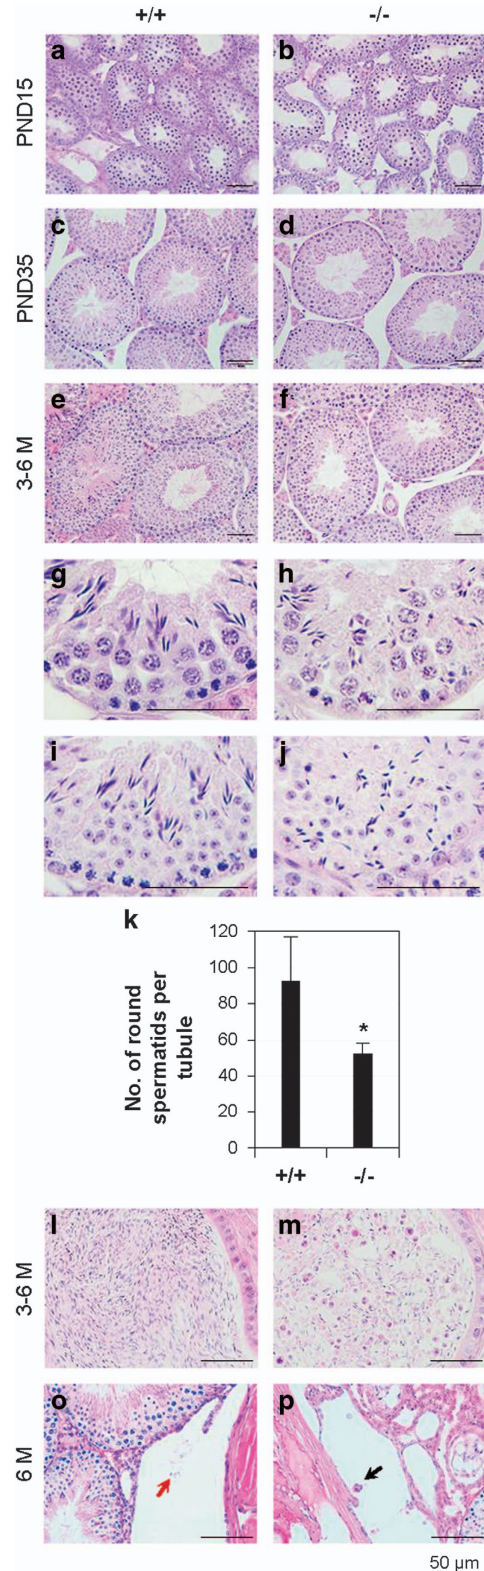 +/+ -/-
PND15
a b
PND35
c d
3-6 M
e f
g h
i j
k
No. of round
spermatids per
tubule
120
100
80
60
40
20
0
*
+/+ -/-
3-6 M
l m
6 M
o p
50 μm